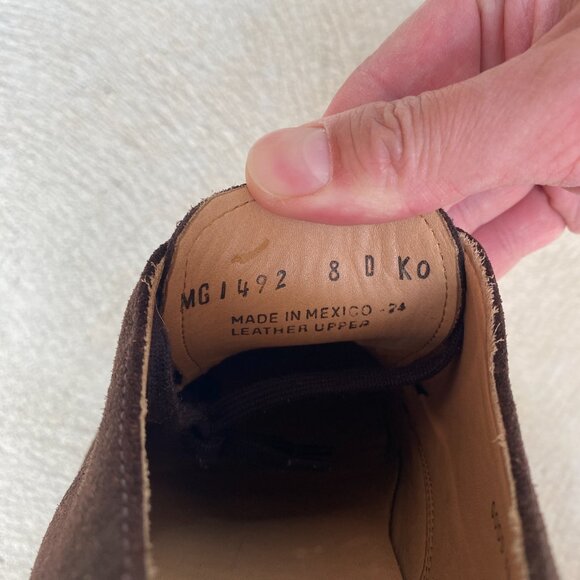 MG1492 8 D KO
MADE IN MEXICO -24
LEATHER UPPER